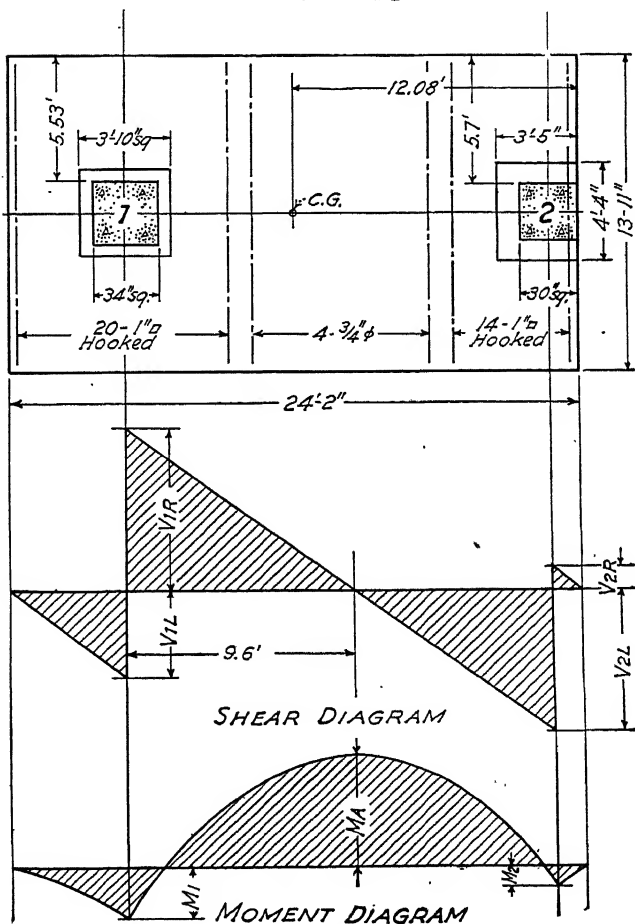 12.08'
5.53'
3'-10"sq
5.7'
3'-5"
1
C.G.
2
4'-4"
13'-11"
34"sq.
30"sq.
20-1"□
Hooked
4-3/4"φ
14-1"□
Hooked
24'-2"
V1R
V2R
V1L
9.6'
V2L
SHEAR DIAGRAM
MA
M1
M2
MOMENT DIAGRAM